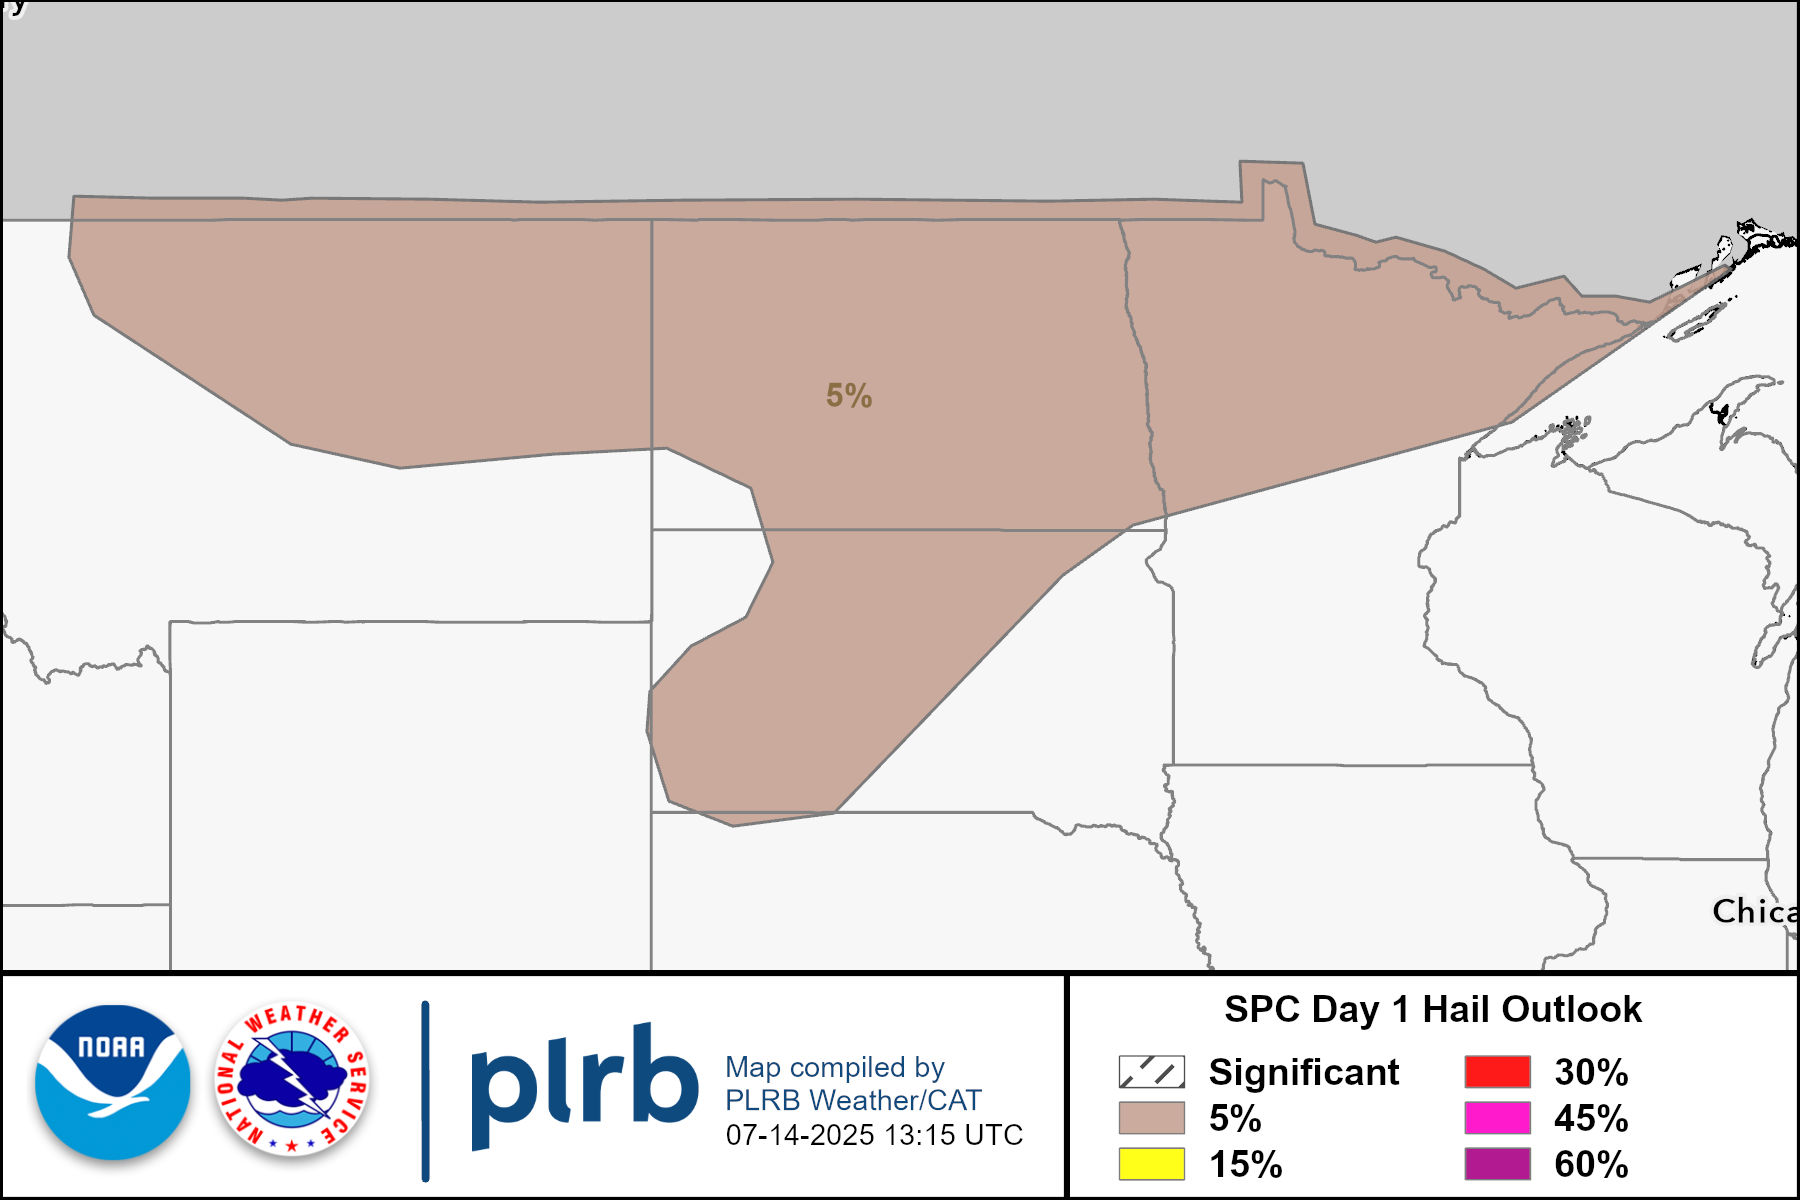 y
5%
Chica
NOAA
NATIONAL WEATHER SERVICE
plrb
Map compiled by
PLRB Weather/CAT
07-14-2025 13:15 UTC
SPC Day 1 Hail Outlook
Significant
5%
15%
30%
45%
60%